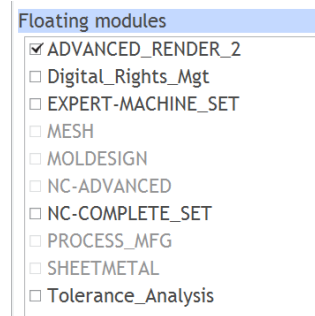 Floating modules
ADVANCED_RENDER_2
Digital_Rights_Mgt
EXPERT-MACHINE_SET
MESH
MOLDESIGN
NC-ADVANCED
NC-COMPLETE_SET
PROCESS_MFG
SHEETMETAL
Tolerance_Analysis